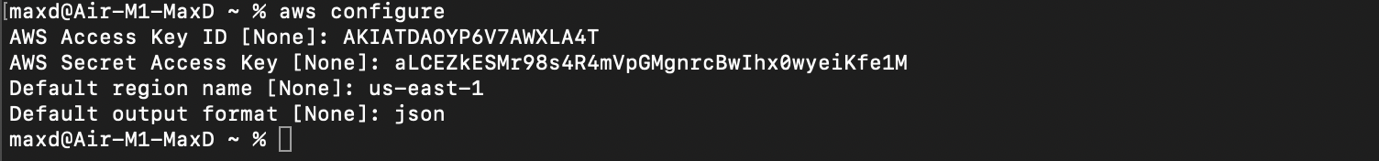 maxd@Air-M1-MaxD ~ % aws configure
AWS Access Key ID [None]: AKIATDAOYP6V7AWXLA4T
AWS Secret Access Key [None]: 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
Default region name [None]: us-east-1
Default output format [None]: json
maxd@Air-M1-MaxD ~ %